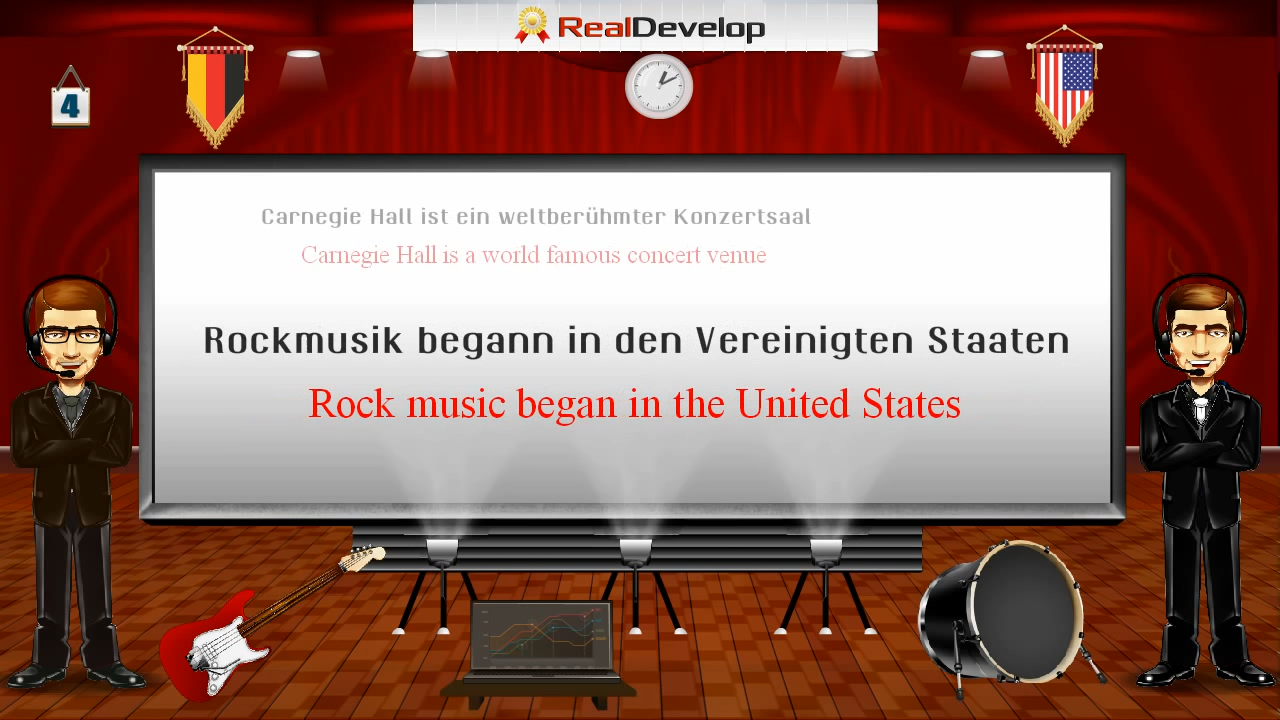 RealDevelop
4
Carnegie Hall ist ein weltberühmter Konzertsaal
Carnegie Hall is a world famous concert venue
Rockmusik begann in den Vereinigten Staaten
Rock music began in the United States